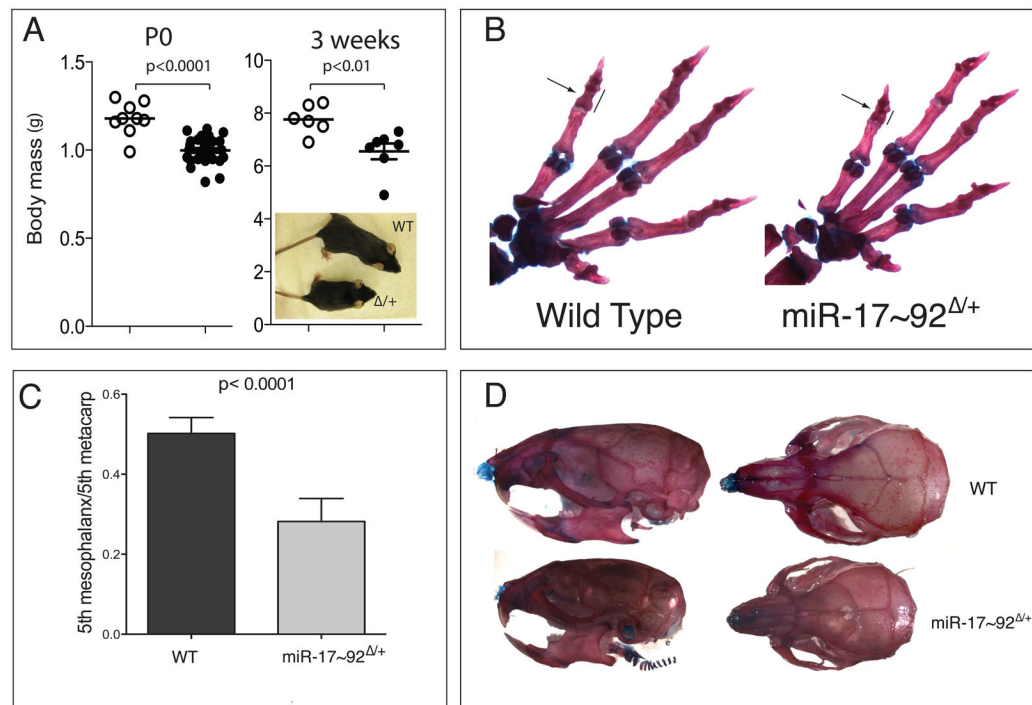 A
P0
3 weeks
p<0.0001
p<0.01
Body mass (g)
1.5
1.0
0.5
0.0
10
8
6
4
2
0
WT
Δ/+
B
Wild Type
miR-17~92Δ/+
C
p< 0.0001
5th mesophalanx/5th metacarp
0.6
0.4
0.2
0.0
WT
miR-17~92Δ/+
D
WT
miR-17~92Δ/+